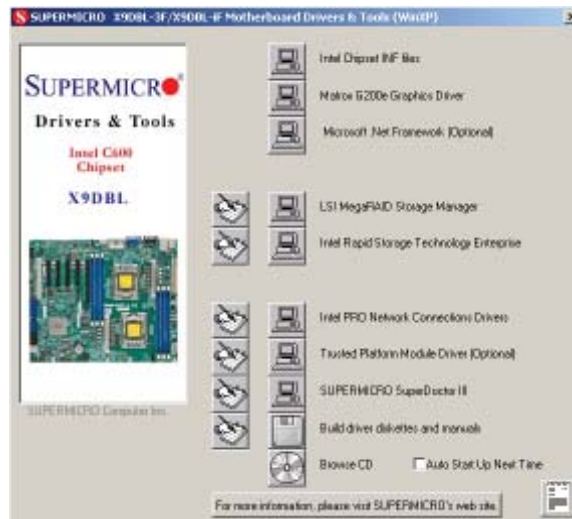 SUPERMICRO X9DBL-3F/X9DBL-iF Motherboard Drivers & Tools (WinXP)
SUPERMICRO
Drivers & Tools
Intel C600
Chipset
X9DBL
SUPERMICRO Computer Inc.
Intel Chipset INF files
Matrox G200e Graphics Driver
Microsoft .Net Framework (Optional)
LSI MegaRAID Storage Manager
Intel Rapid Storage Technology Enterprise
Intel PRO Network Connections Drivers
Trusted Platform Module Driver (Optional)
SUPERMICRO SuperDoctor III
Build driver diskettes and manuals
Browse CD
Auto Start Up Next Time
For more information, please visit SUPERMICRO's web site.